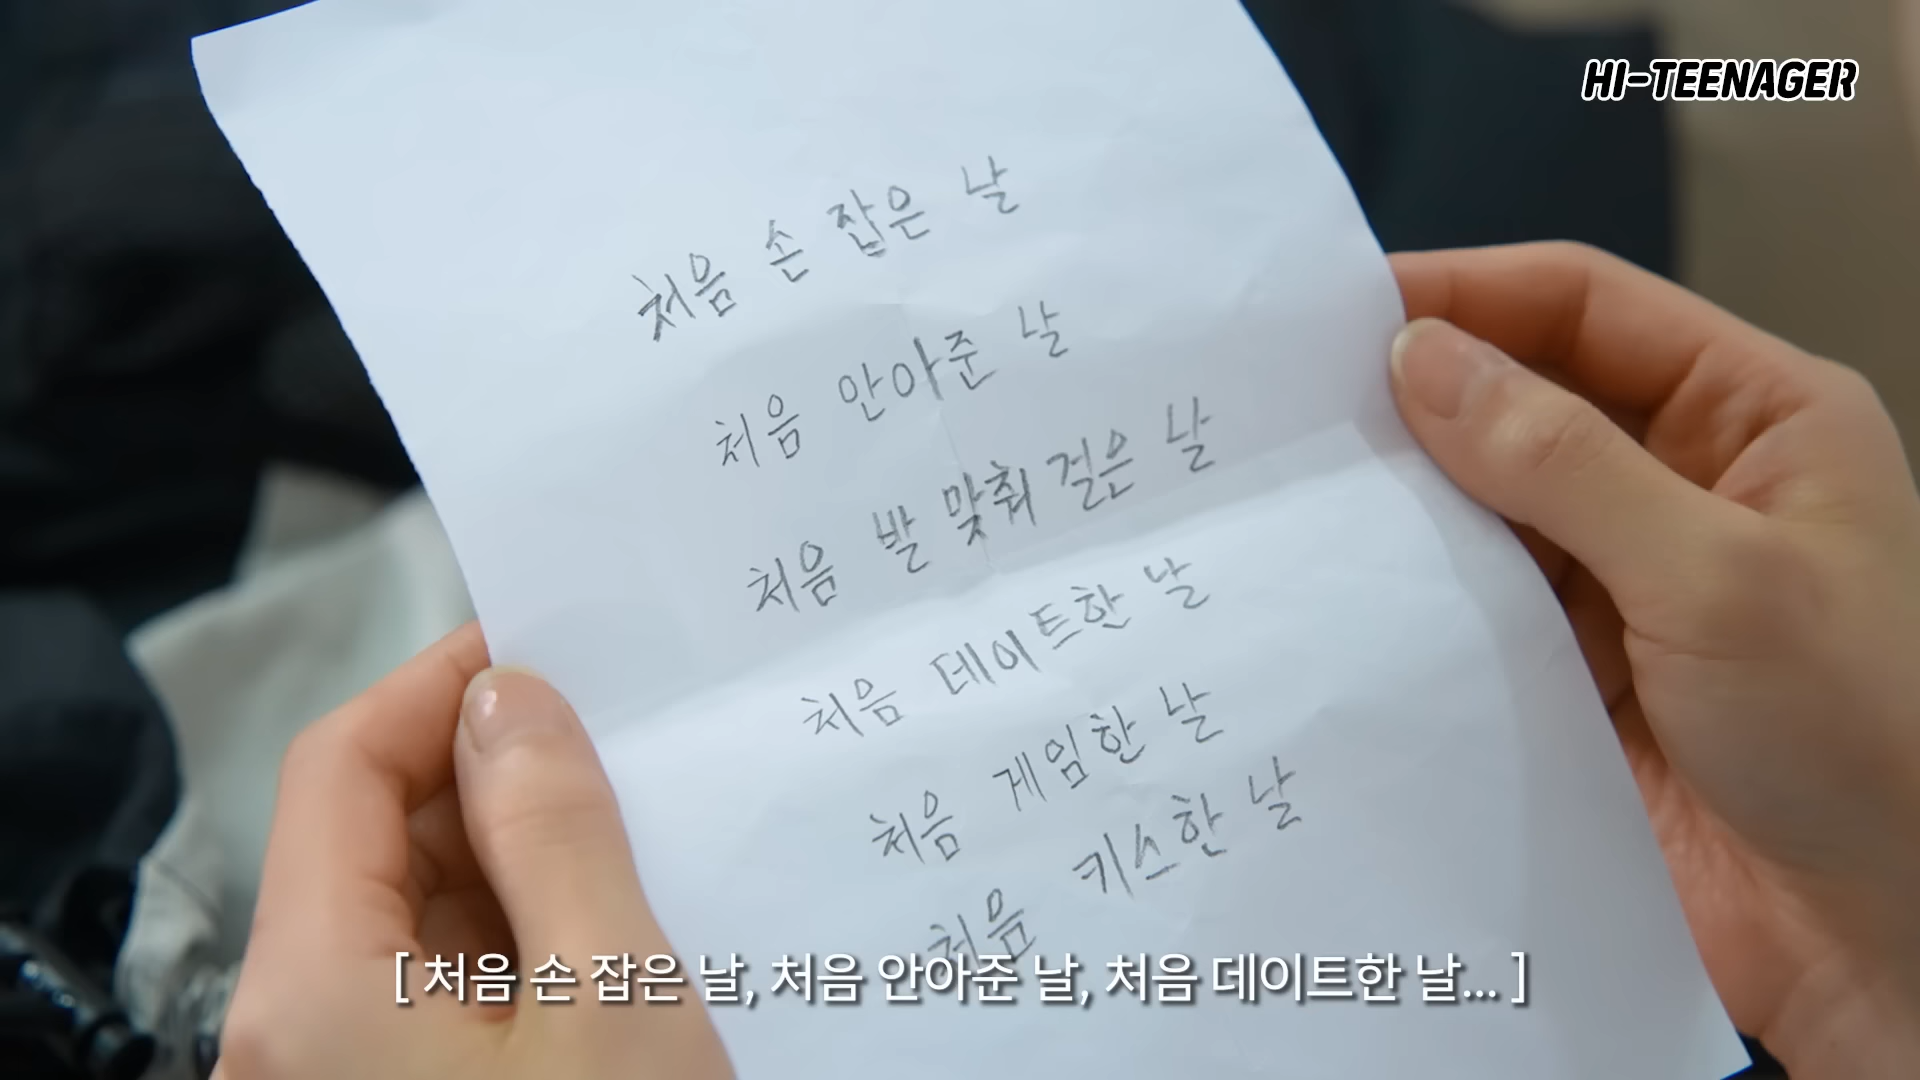 HI-TEENAGER
처음 손 잡은 날
처음 안아준 날
처음 발 맞춰 걸은 날
처음 데이트한 날
처음 게임한 날
처음 키스한 날
[ 처음 손 잡은 날, 처음 안아준 날, 처음 데이트한 날... ]